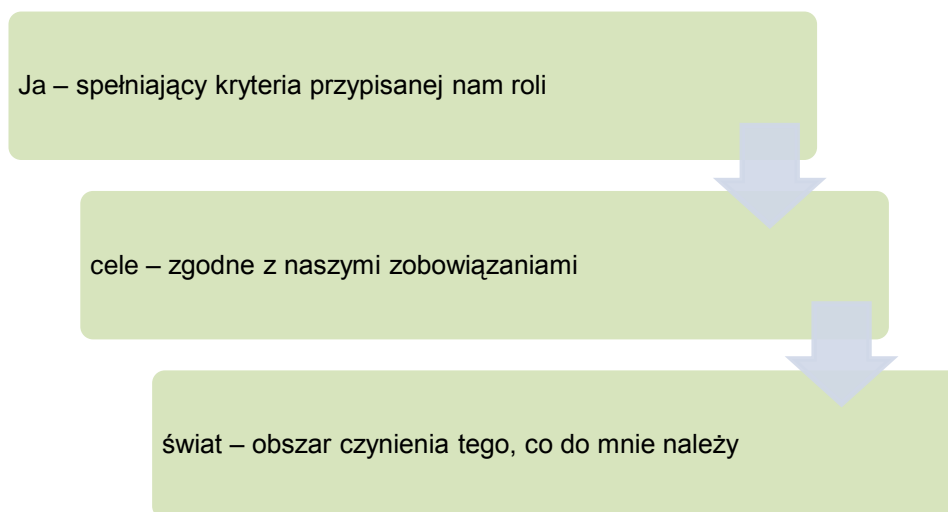 Ja – spełniający kryteria przypisanej nam roli
cele – zgodne z naszymi zobowiązaniami
świat – obszar czynienia tego, co do mnie należy